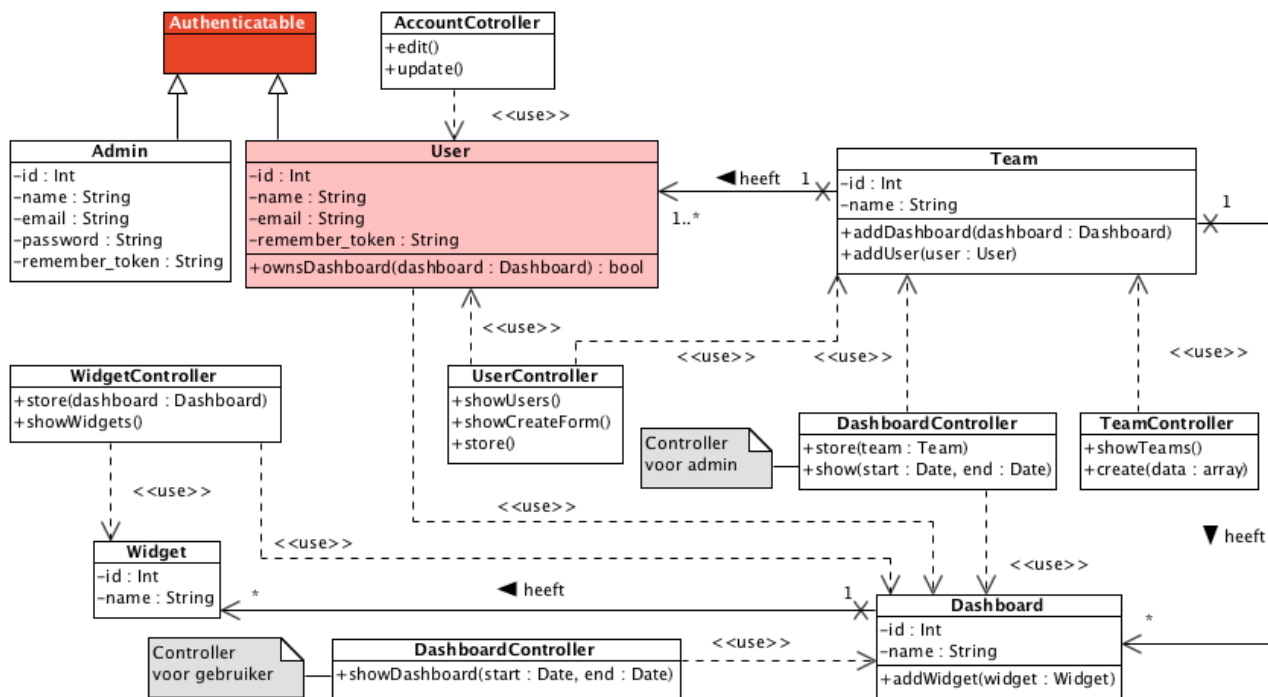 Authenticatable
AccountCotroller
+edit()
+update()
<<use>>
Admin
-id : Int
-name : String
-email : String
-password : String
-remember_token : String
User
-id : Int
-name : String
-email : String
-remember_token : String
+ownsDashboard(dashboard : Dashboard) : bool
◀ heeft
1
1..*
Team
-id : Int
-name : String
+addDashboard(dashboard : Dashboard)
+addUser(user : User)
1
<<use>>
<<use>>
<<use>>
<<use>>
WidgetController
+store(dashboard : Dashboard)
+showWidgets()
UserController
+showUsers()
+showCreateForm()
+store()
Controller
voor admin
DashboardController
+store(team : Team)
+show(start : Date, end : Date)
TeamController
+showTeams()
+create(data : array)
<<use>>
<<use>>
<<use>>
<<use>>
▼ heeft
Widget
-id : Int
-name : String
*
◀ heeft
1
Dashboard
-id : Int
-name : String
+addWidget(widget : Widget)
*
Controller
voor gebruiker
DashboardController
+showDashboard(start : Date, end : Date)
<<use>>